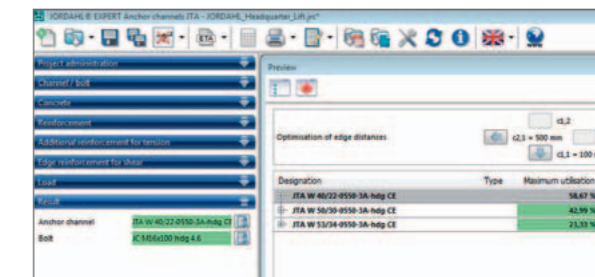 JORDAHL® EXPERT Anchor channels JTA - JORDAHL_Headquarter_Lift.jrc*
ETA
Project administration
Channel / bolt
Concrete
Reinforcement
Additional reinforcement for tension
Edge reinforcement for shear
Load
Result
Anchor channel JTA W 40/22-0550-3A-hdg CE
Bolt JC M16x100 hdg 4.6
Preview
c1,2
Optimisation of edge distances c2,1 = 500 mm
c1,1 = 100
Designation Type Maximum utilisation
JTA W 40/22-0550-3A-hdg CE 58,67 %
JTA W 50/30-0550-3A-hdg CE 42,99 %
JTA W 53/34-0550-3A-hdg CE 23,33 %